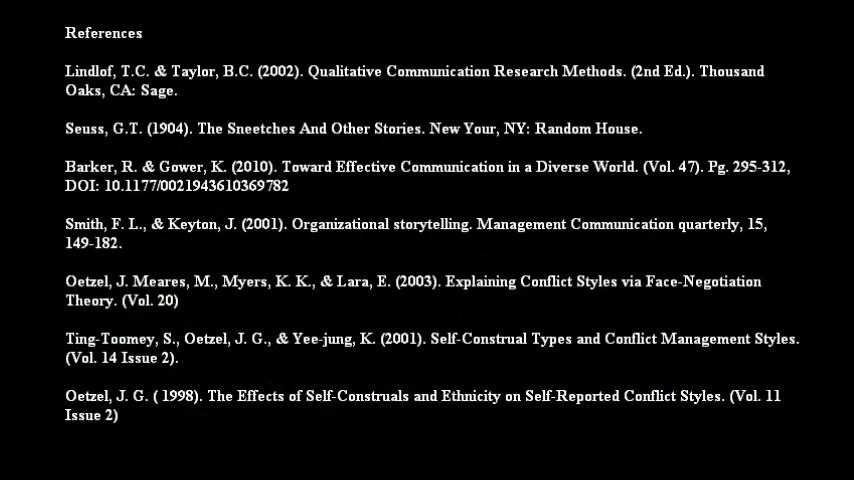 References
Lindlof, T.C. & Taylor, B.C. (2002). Qualitative Communication Research Methods. (2nd Ed.). Thousand
Oaks, CA: Sage.
Seuss, G.T. (1904). The Sneetches And Other Stories. New Your, NY: Random House.
Barker, R. & Gower, K. (2010). Toward Effective Communication in a Diverse World. (Vol. 47). Pg. 295-312,
DOI: 10.1177/0021943610369782
Smith, F. L., & Keyton, J. (2001). Organizational storytelling. Management Communication quarterly, 15,
149-182.
Oetzel, J. Meares, M., Myers, K. K., & Lara, E. (2003). Explaining Conflict Styles via Face-Negotiation
Theory. (Vol. 20)
Ting-Toomey, S., Oetzel, J. G., & Yee-jung, K. (2001). Self-Construal Types and Conflict Management Styles.
(Vol. 14 Issue 2).
Oetzel, J. G. ( 1998). The Effects of Self-Construals and Ethnicity on Self-Reported Conflict Styles. (Vol. 11
Issue 2)